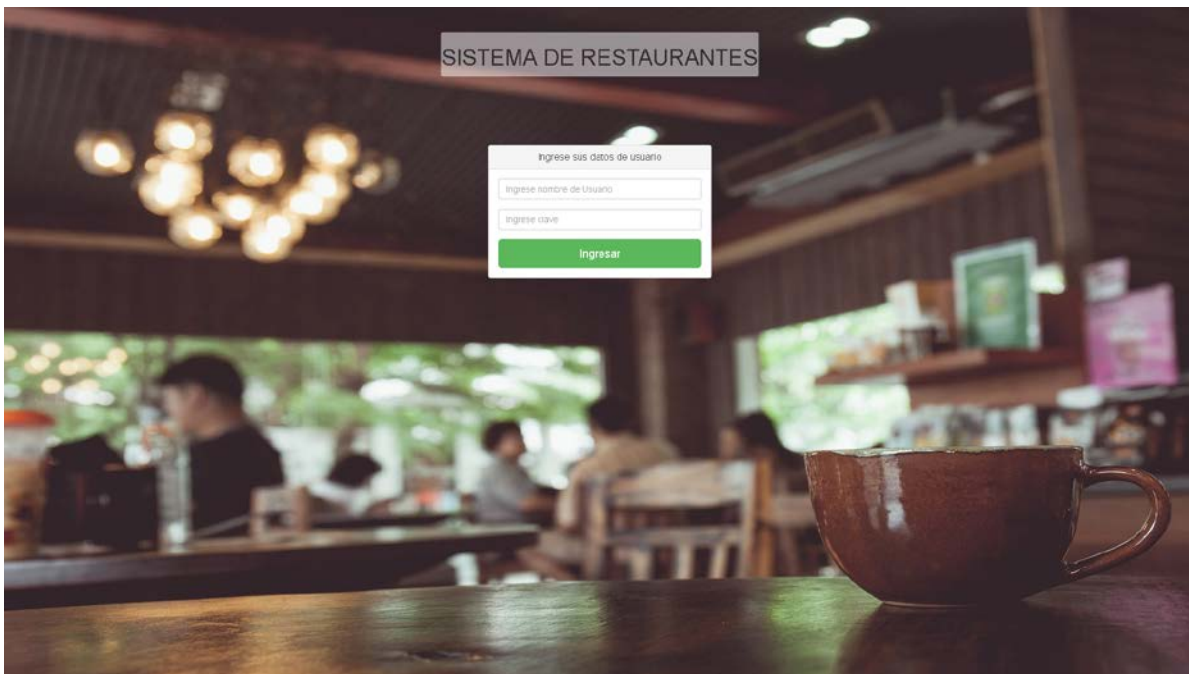 SISTEMA DE RESTAURANTES
Ingrese sus datos de usuario
Ingrese nombre de Usuario
Ingrese clave
Ingresar